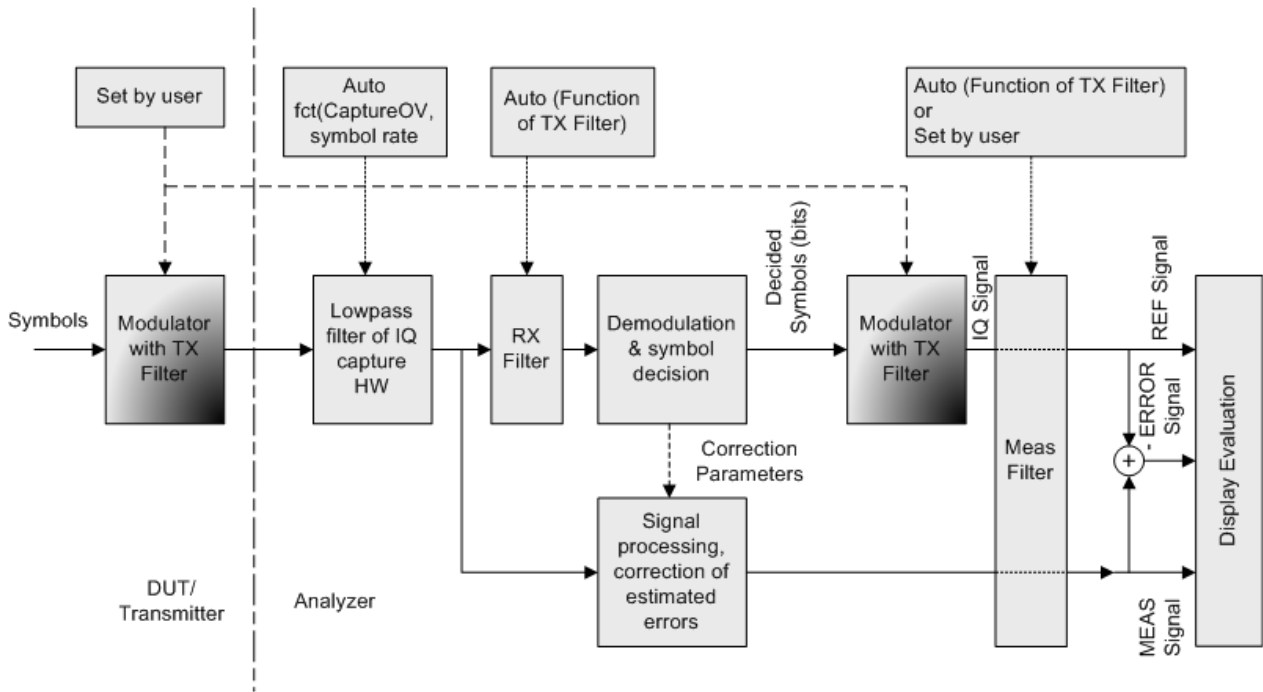 Set by user
Auto
fct(CaptureOV,
symbol rate
Auto (Function
of TX Filter)
Auto (Function of TX Filter)
or
Set by user
Symbols
Modulator
with TX
Filter
Lowpass
filter of IQ
capture
HW
RX
Filter
Demodulation
& symbol
decision
Decided
Symbols (bits)
Modulator
with TX
Filter
IQ Signal
Meas
Filter
REF Signal
- ERROR
Signal
+
MEAS
Signal
Display Evaluation
Correction
Parameters
Signal
processing,
correction of
estimated
errors
DUT/
Transmitter
Analyzer